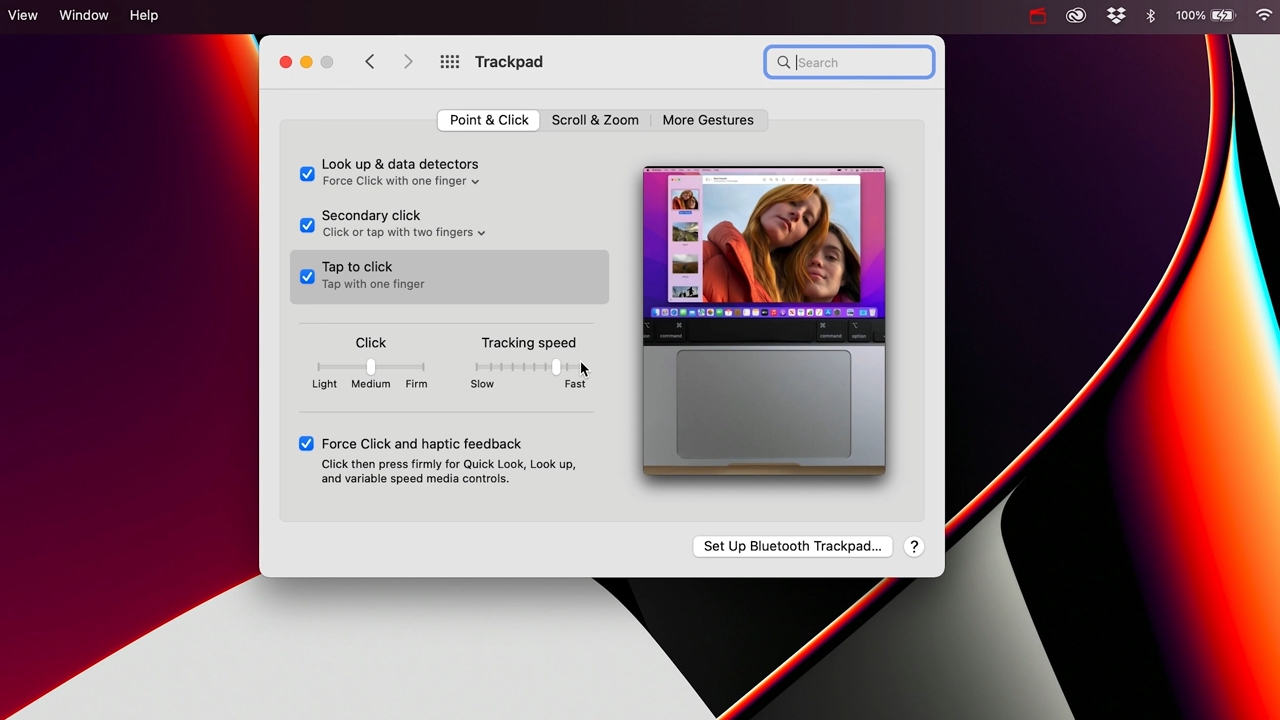 View Window Help 100%
Trackpad Search
Point & Click Scroll & Zoom More Gestures
Look up & data detectors
Force Click with one finger
Secondary click
Click or tap with two fingers
Tap to click
Tap with one finger
Click Tracking speed
Light Medium Firm Slow Fast
Force Click and haptic feedback
Click then press firmly for Quick Look, Look up,
and variable speed media controls.
command command option
Set Up Bluetooth Trackpad... ?